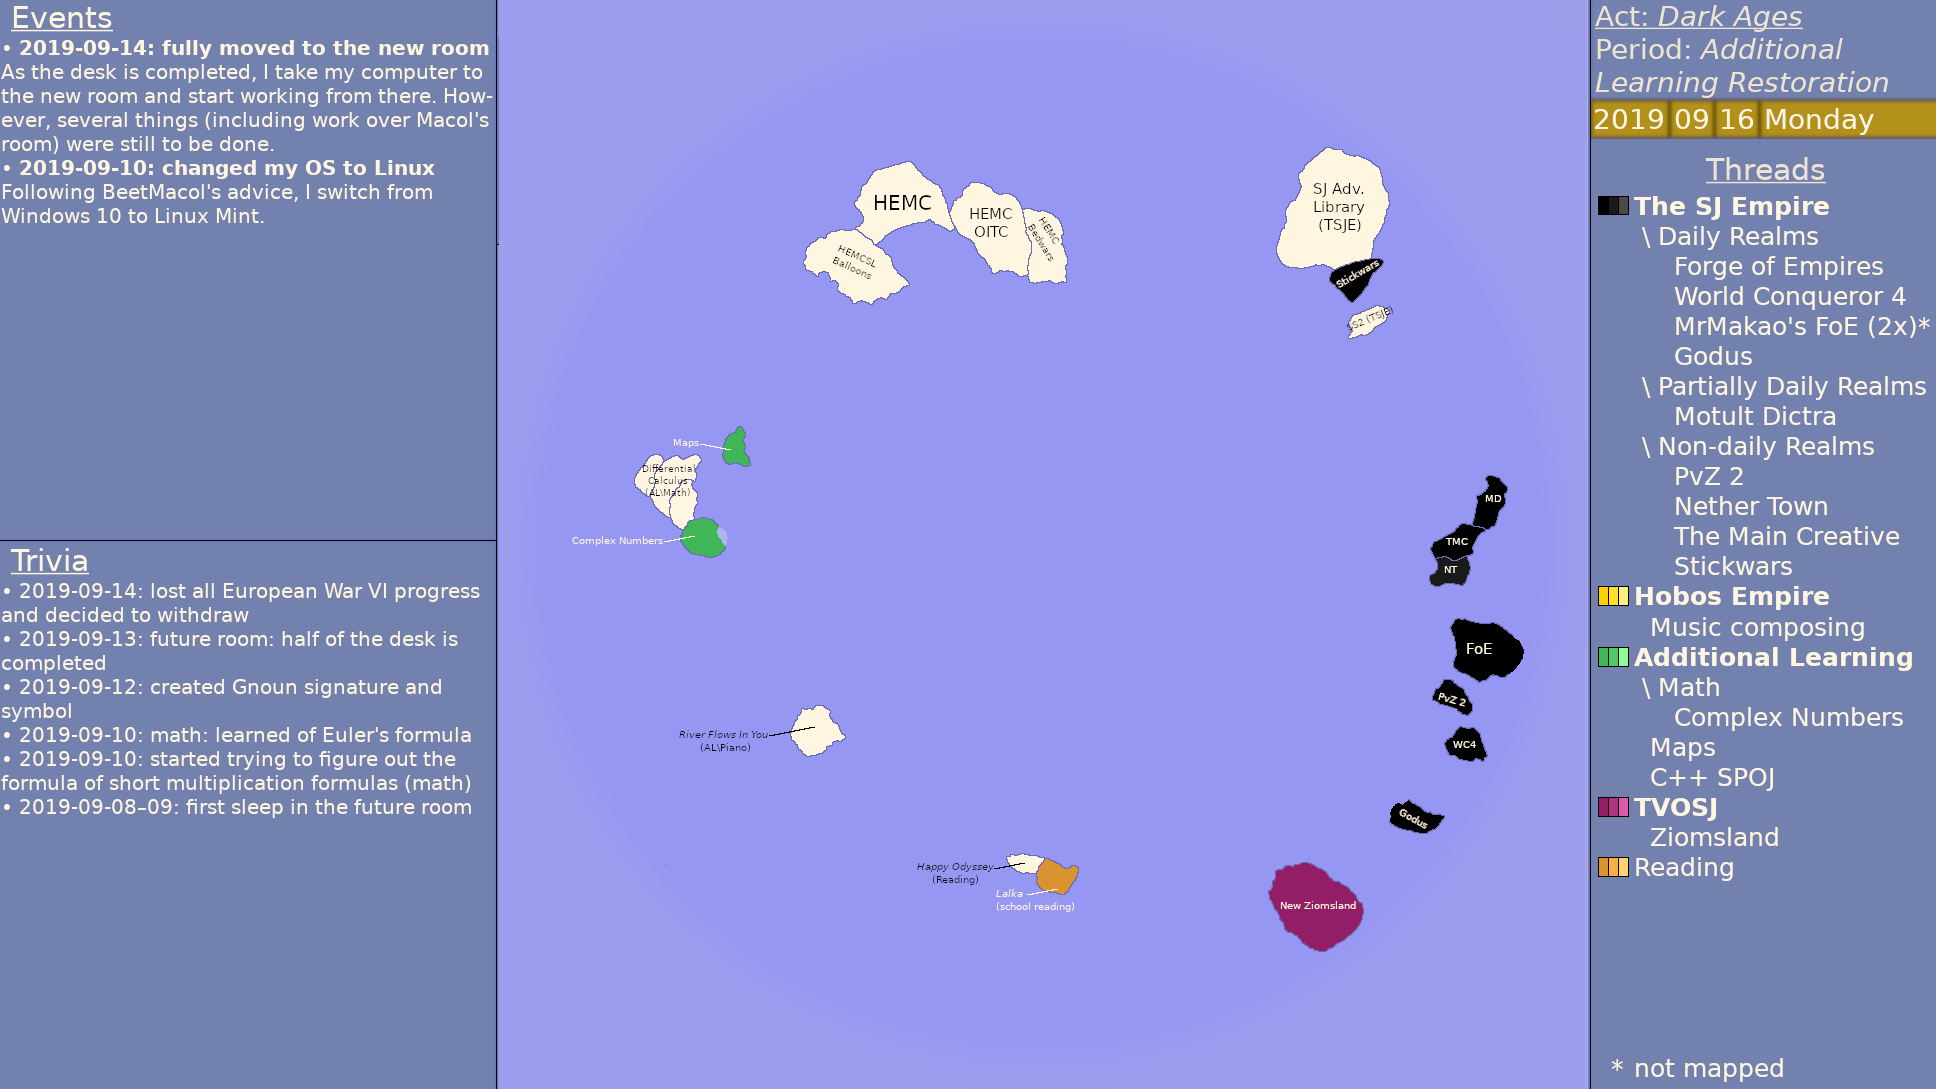 Events
• 2019-09-14: fully moved to the new room
As the desk is completed, I take my computer to
the new room and start working from there. How-
ever, several things (including work over Macol's
room) were still to be done.
• 2019-09-10: changed my OS to Linux
Following BeetMacol's advice, I switch from
Windows 10 to Linux Mint.
Trivia
• 2019-09-14: lost all European War VI progress
and decided to withdraw
• 2019-09-13: future room: half of the desk is
completed
• 2019-09-12: created Gnoun signature and
symbol
• 2019-09-10: math: learned of Euler's formula
• 2019-09-10: started trying to figure out the
formula of short multiplication formulas (math)
• 2019-09-08–09: first sleep in the future room
HEMC
HEMC
OITC
HEMC
Bedwars
HEMCSL
Balloons
SJ Adv.
Library
(TSJE)
Stickwars
S2 (TSJE)
Maps
Differential
Calculus
(AL\Math)
Complex Numbers
MD
TMC
NT
FoE
PvZ 2
WC4
Godus
River Flows In You
(AL\Piano)
Happy Odyssey
(Reading)
Lalka
(school reading)
New Ziomsland
Act: Dark Ages
Period: Additional
Learning Restoration
2019 09 16 Monday
Threads
The SJ Empire
\ Daily Realms
Forge of Empires
World Conqueror 4
MrMakao's FoE (2x)*
Godus
\ Partially Daily Realms
Motult Dictra
\ Non-daily Realms
PvZ 2
Nether Town
The Main Creative
Stickwars
Hobos Empire
Music composing
Additional Learning
\ Math
Complex Numbers
Maps
C++ SPOJ
TVOSJ
Ziomsland
Reading
* not mapped